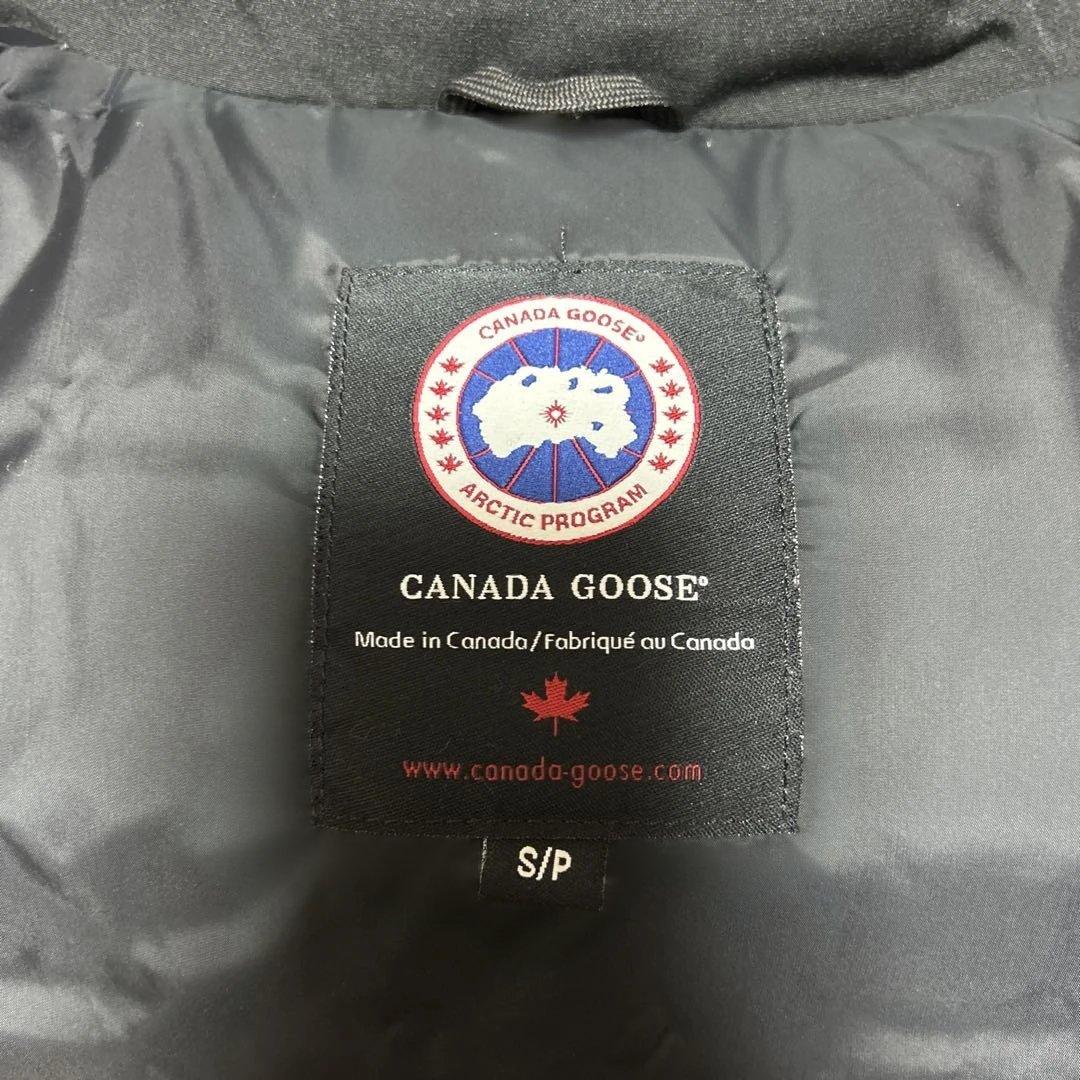 CANADA GOOSE®
ARCTIC PROGRAM
CANADA GOOSE®
Made in Canada/Fabriqué au Canada
www.canada-goose.com
S/P